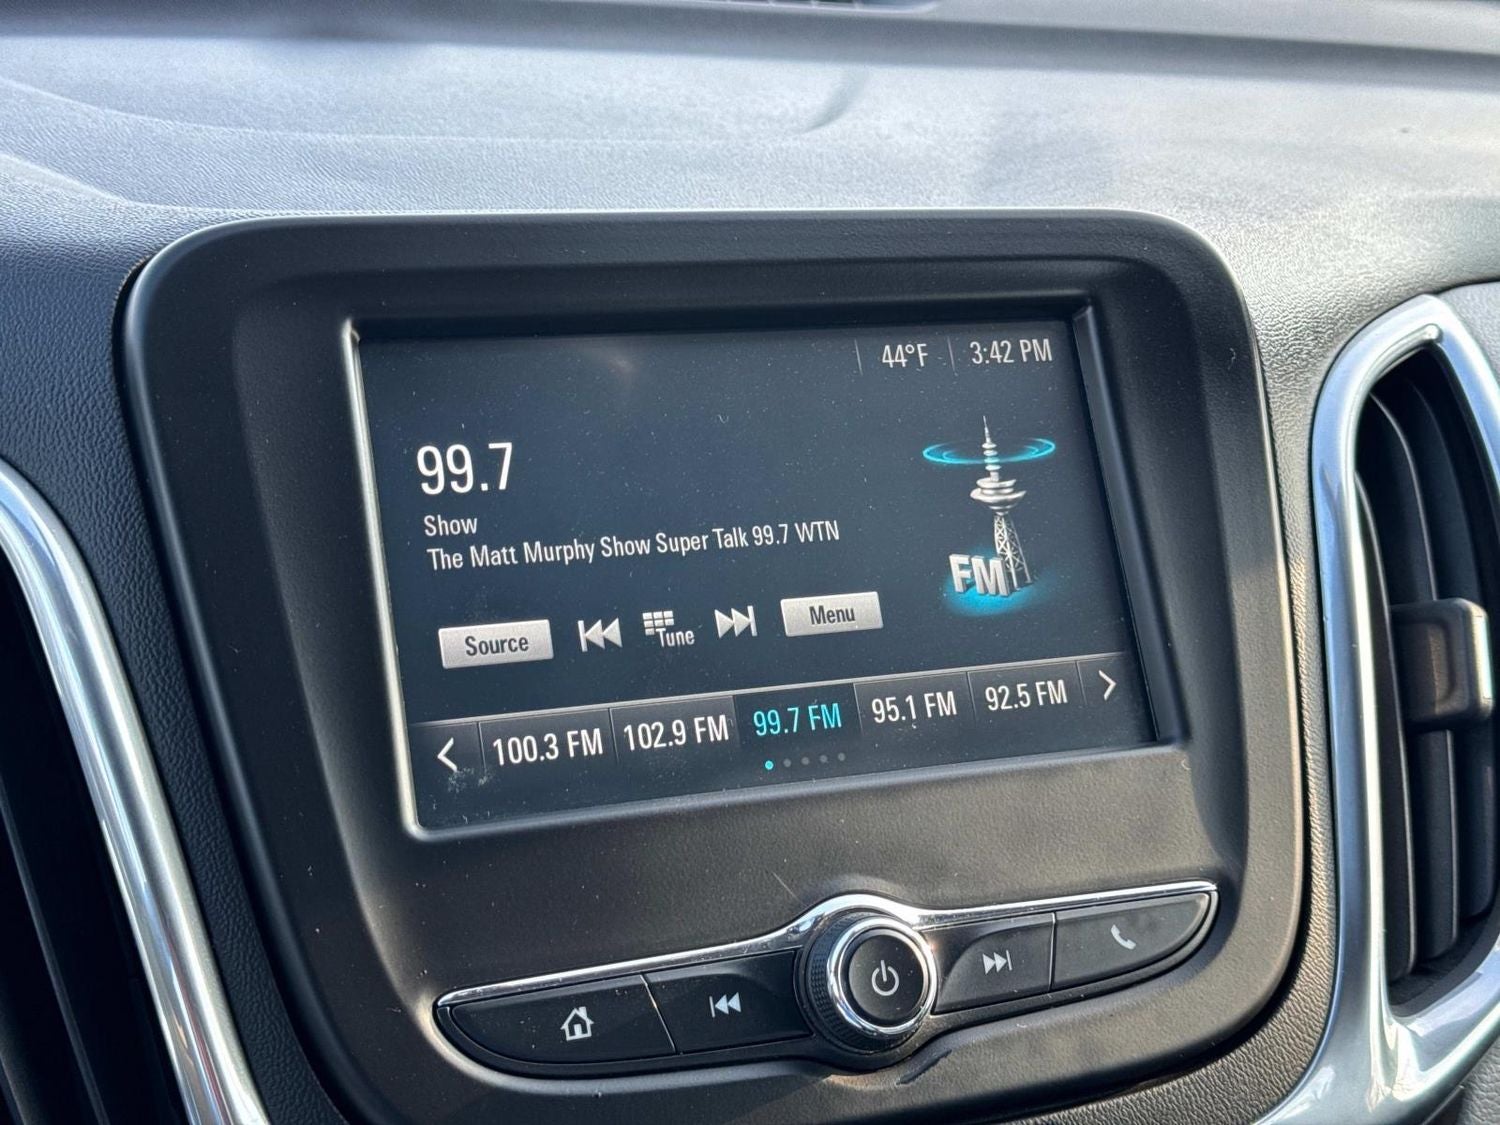 44°F 3:42 PM
99.7
Show
The Matt Murphy Show Super Talk 99.7 WTN
FM
Source Tune Menu
100.3 FM 102.9 FM 99.7 FM 95.1 FM 92.5 FM